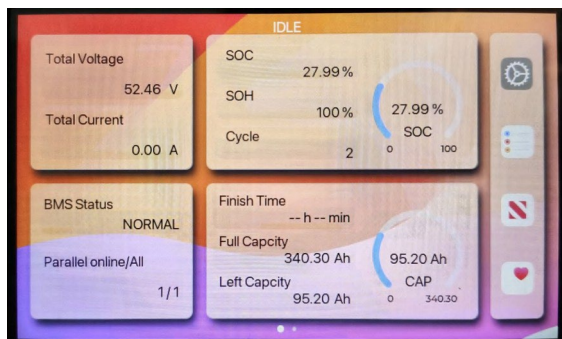 IDLE
Total Voltage
52.46 V
Total Current
0.00 A
SOC
27.99 %
SOH
100 %
Cycle
2
27.99 %
SOC
0 100
BMS Status
NORMAL
Parallel online/All
1/1
Finish Time
-- h -- min
Full Capcity
340.30 Ah
Left Capcity
95.20 Ah
95.20 Ah
CAP
0 340.30